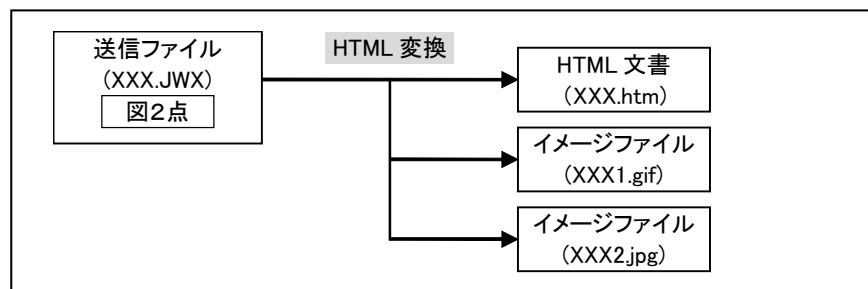 送信ファイル
(XXX.JWX)
図2点
HTML 変換
HTML 文書
(XXX.htm)
イメージファイル
(XXX1.gif)
イメージファイル
(XXX2.jpg)